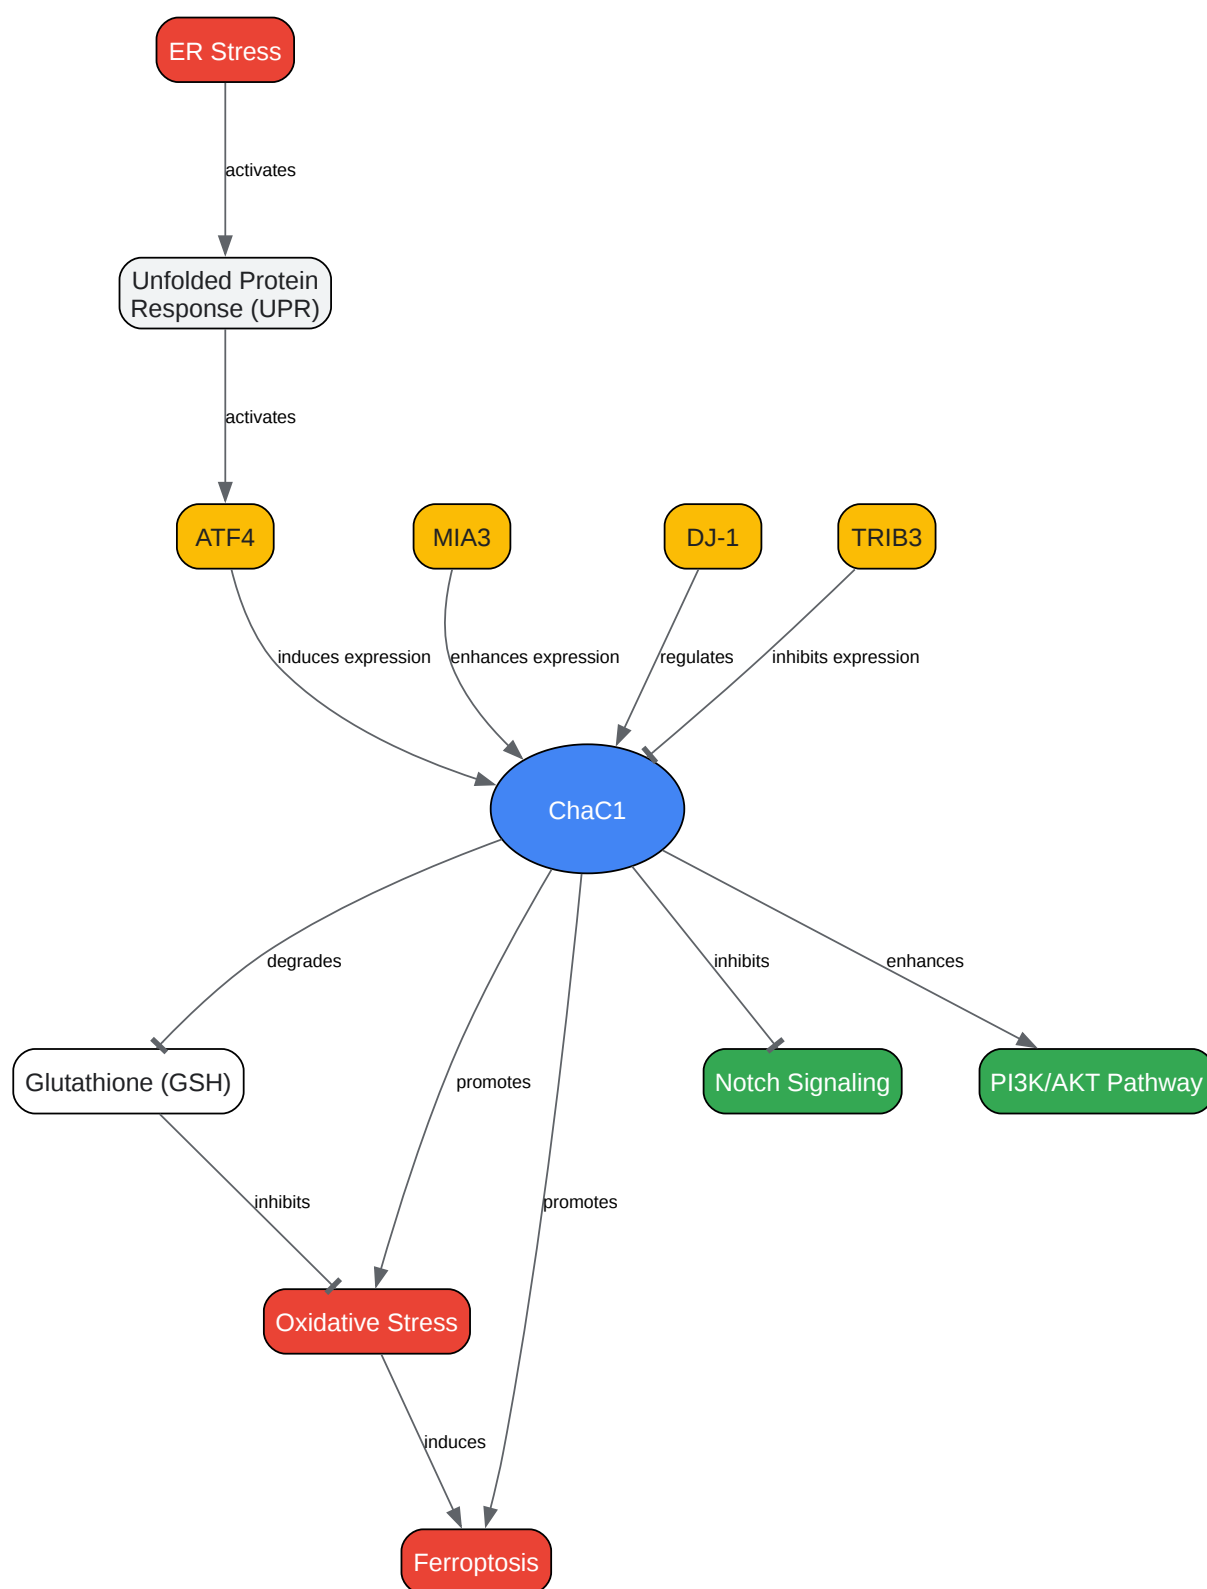 ER Stress
activates
Unfolded Protein
Response (UPR)
activates
ATF4
MIA3
DJ-1
TRIB3
induces expression
enhances expression
regulates
inhibits expression
ChaC1
degrades
inhibits
enhances
Glutathione (GSH)
promotes
Notch Signaling
PI3K/AKT Pathway
inhibits
promotes
Oxidative Stress
induces
Ferroptosis